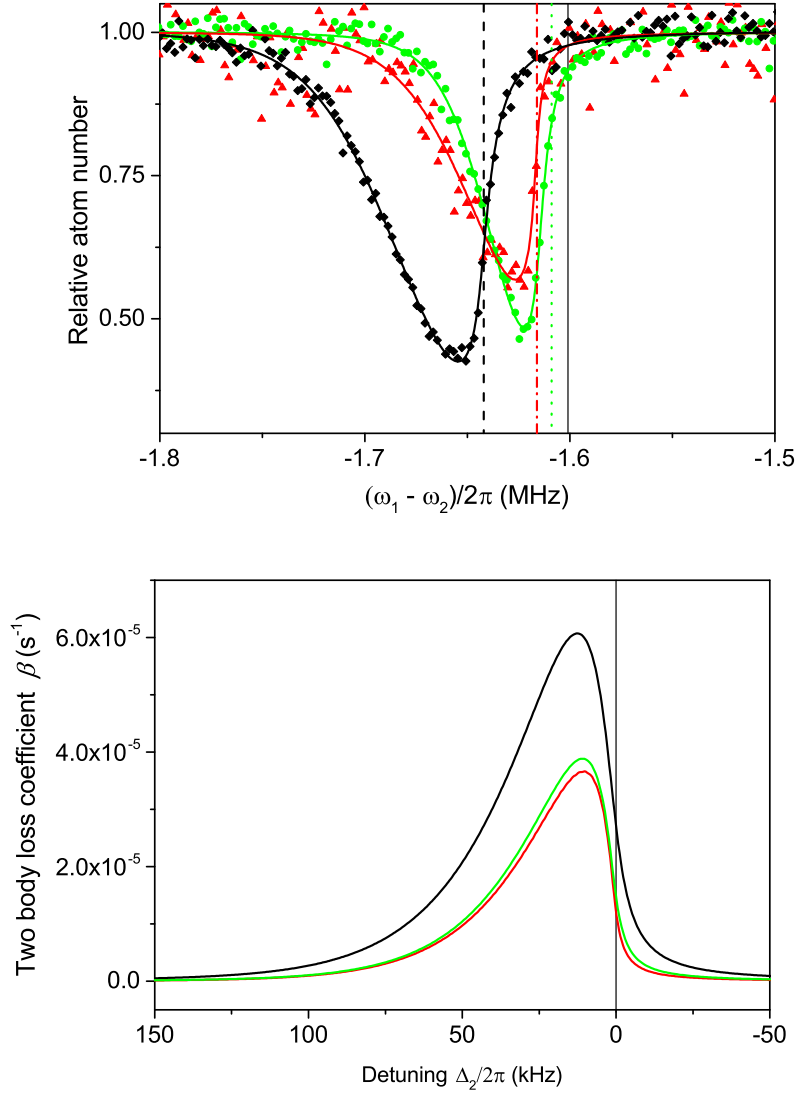 1.00
0.75
0.50
Relative atom number
-1.8
-1.7
-1.6
-1.5
(ω₁ - ω₂)/2π (MHz)
6.0x10⁻⁵
4.0x10⁻⁵
2.0x10⁻⁵
0.0
Two body loss coefficient β (s⁻¹)
150
100
50
0
-50
Detuning Δ₂/2π (kHz)